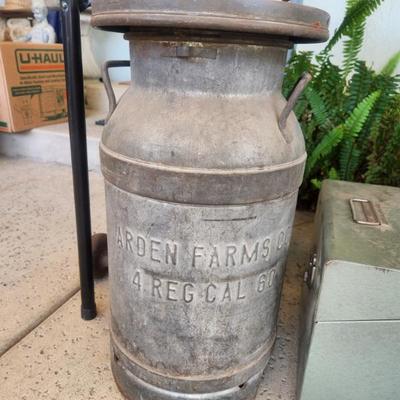 U-HAUL
ARDEN FARMS CO
4 REG CAL 60